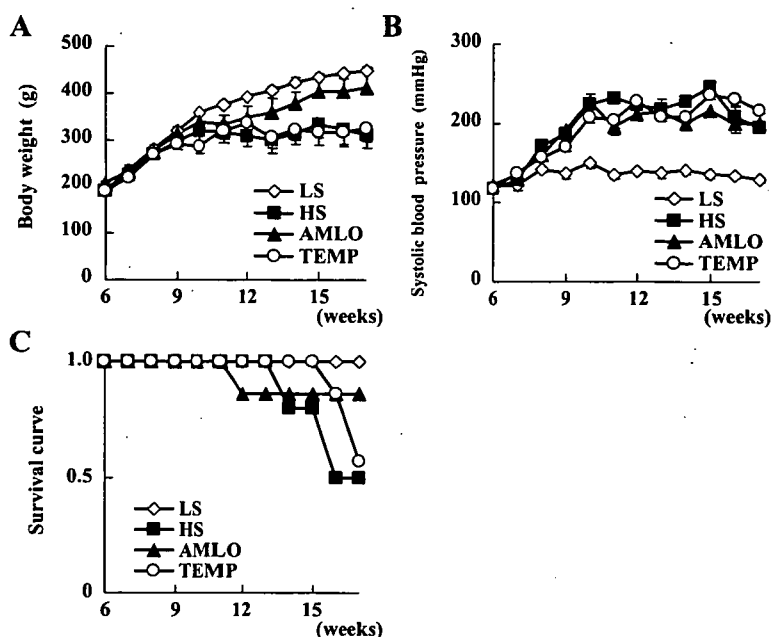 A
Body weight (g)
500
400
300
200
100
0
6
9
12
15
(weeks)
LS
HS
AMLO
TEMP
B
Systolic blood pressure (mmHg)
300
200
100
0
6
9
12
15
(weeks)
LS
HS
AMLO
TEMP
C
Survival curve
1.0
0.5
0
6
9
12
15
(weeks)
LS
HS
AMLO
TEMP